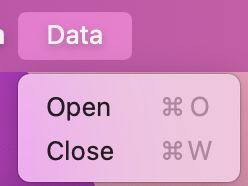 Data
Open ⌘ O
Close ⌘ W